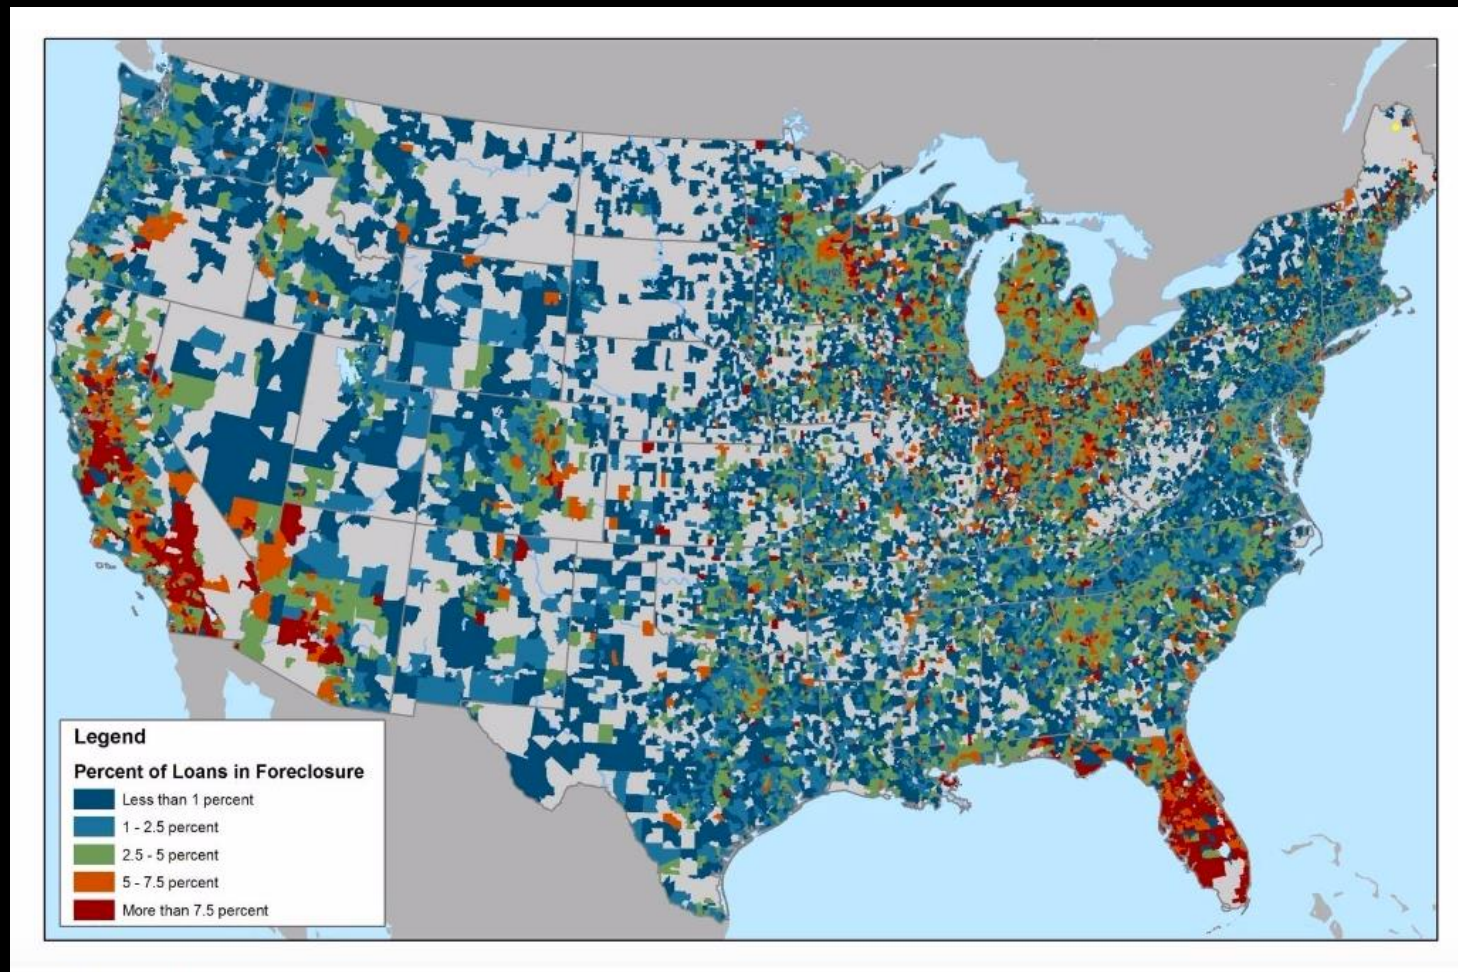 Legend
Percent of Loans in Foreclosure
Less than 1 percent
1 - 2.5 percent
2.5 - 5 percent
5 - 7.5 percent
More than 7.5 percent